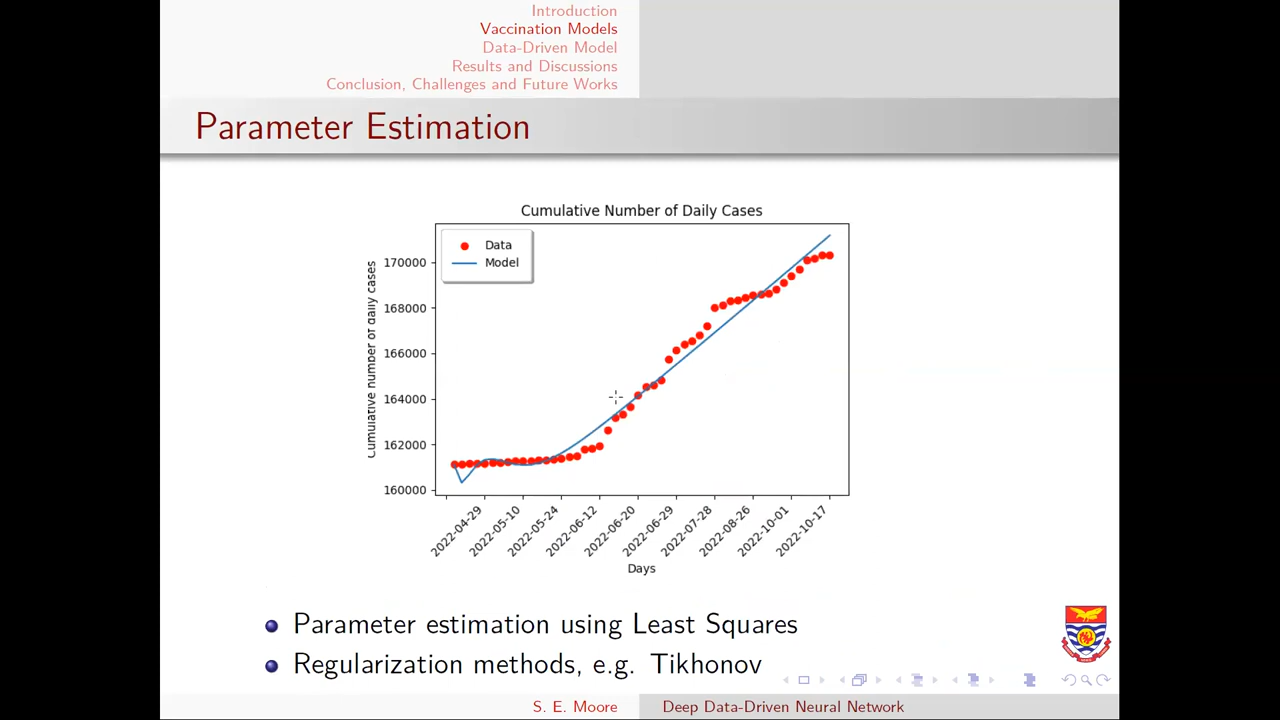 Introduction
Vaccination Models
Data-Driven Model
Results and Discussions
Conclusion, Challenges and Future Works
Parameter Estimation
Cumulative Number of Daily Cases
Data
Model
Cumulative number of daily cases
170000
168000
166000
164000
162000
160000
2022-04-29
2022-05-10
2022-05-24
2022-06-12
2022-06-20
2022-06-29
2022-07-28
2022-08-26
2022-10-01
2022-10-17
Days
Parameter estimation using Least Squares
Regularization methods, e.g. Tikhonov
S. E. Moore
Deep Data-Driven Neural Network